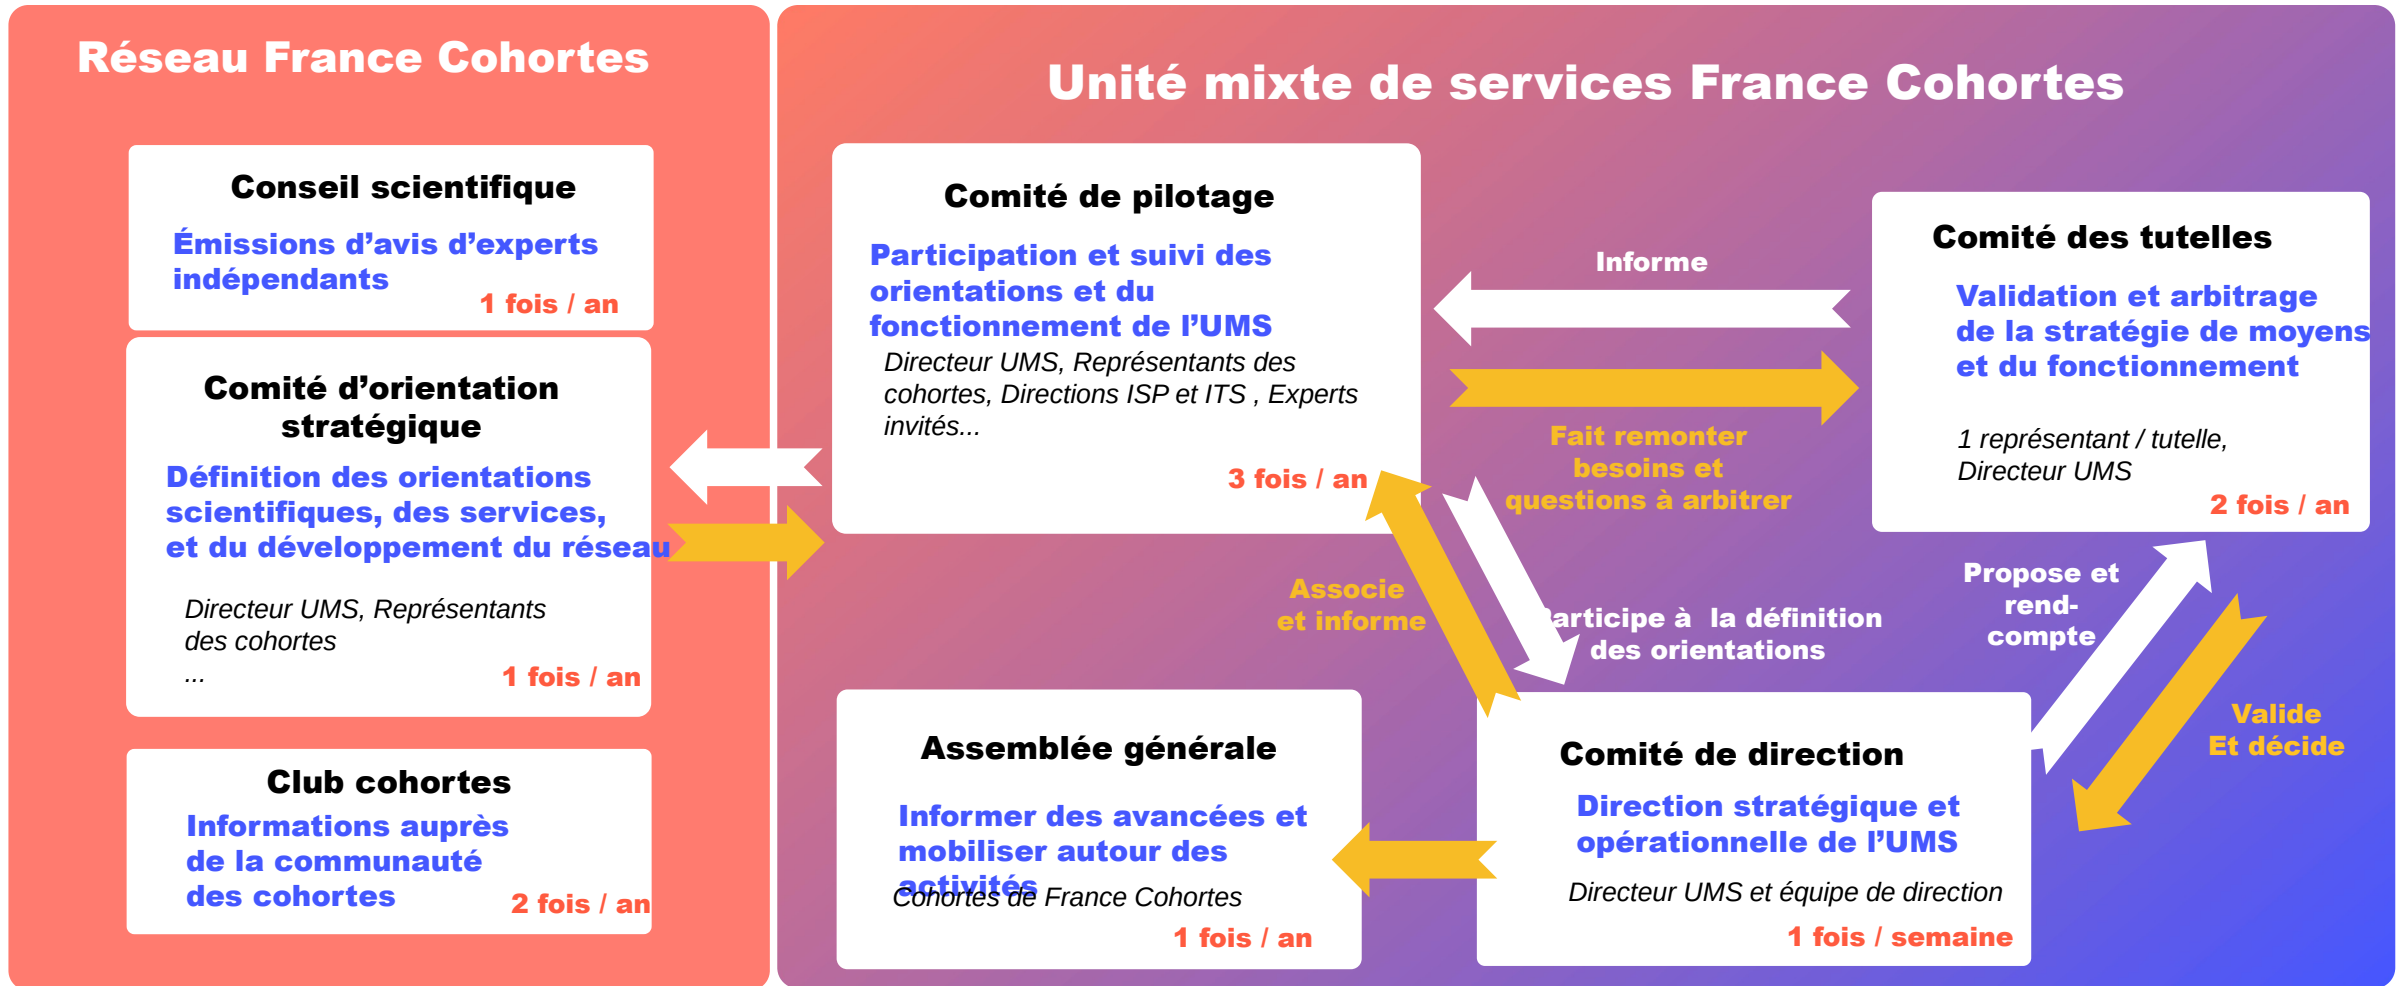 Réseau France Cohortes
Conseil scientifique
Émissions d’avis d’experts
indépendants
1 fois / an
Comité d’orientation
stratégique
Définition des orientations
scientifiques, des services,
et du développement du réseau
Directeur UMS, Représentants
des cohortes
...
1 fois / an
Club cohortes
Informations auprès
de la communauté
des cohortes
2 fois / an
Unité mixte de services France Cohortes
Comité de pilotage
Participation et suivi des
orientations et du
fonctionnement de l’UMS
Directeur UMS, Représentants des
cohortes, Directions ISP et ITS , Experts
invités...
3 fois / an
Informe
Fait remonter
besoins et
questions à arbitrer
Comité des tutelles
Validation et arbitrage
de la stratégie de moyens
et du fonctionnement
1 représentant / tutelle,
Directeur UMS
2 fois / an
Associe
et informe
Participe à  la définition
des orientations
Propose et
rend-
compte
Valide
Et décide
Assemblée générale
Informer des avancées et
mobiliser autour des
activités
Cohortes de France Cohortes
1 fois / an
Comité de direction
Direction stratégique et
opérationnelle de l’UMS
Directeur UMS et équipe de direction
1 fois / semaine